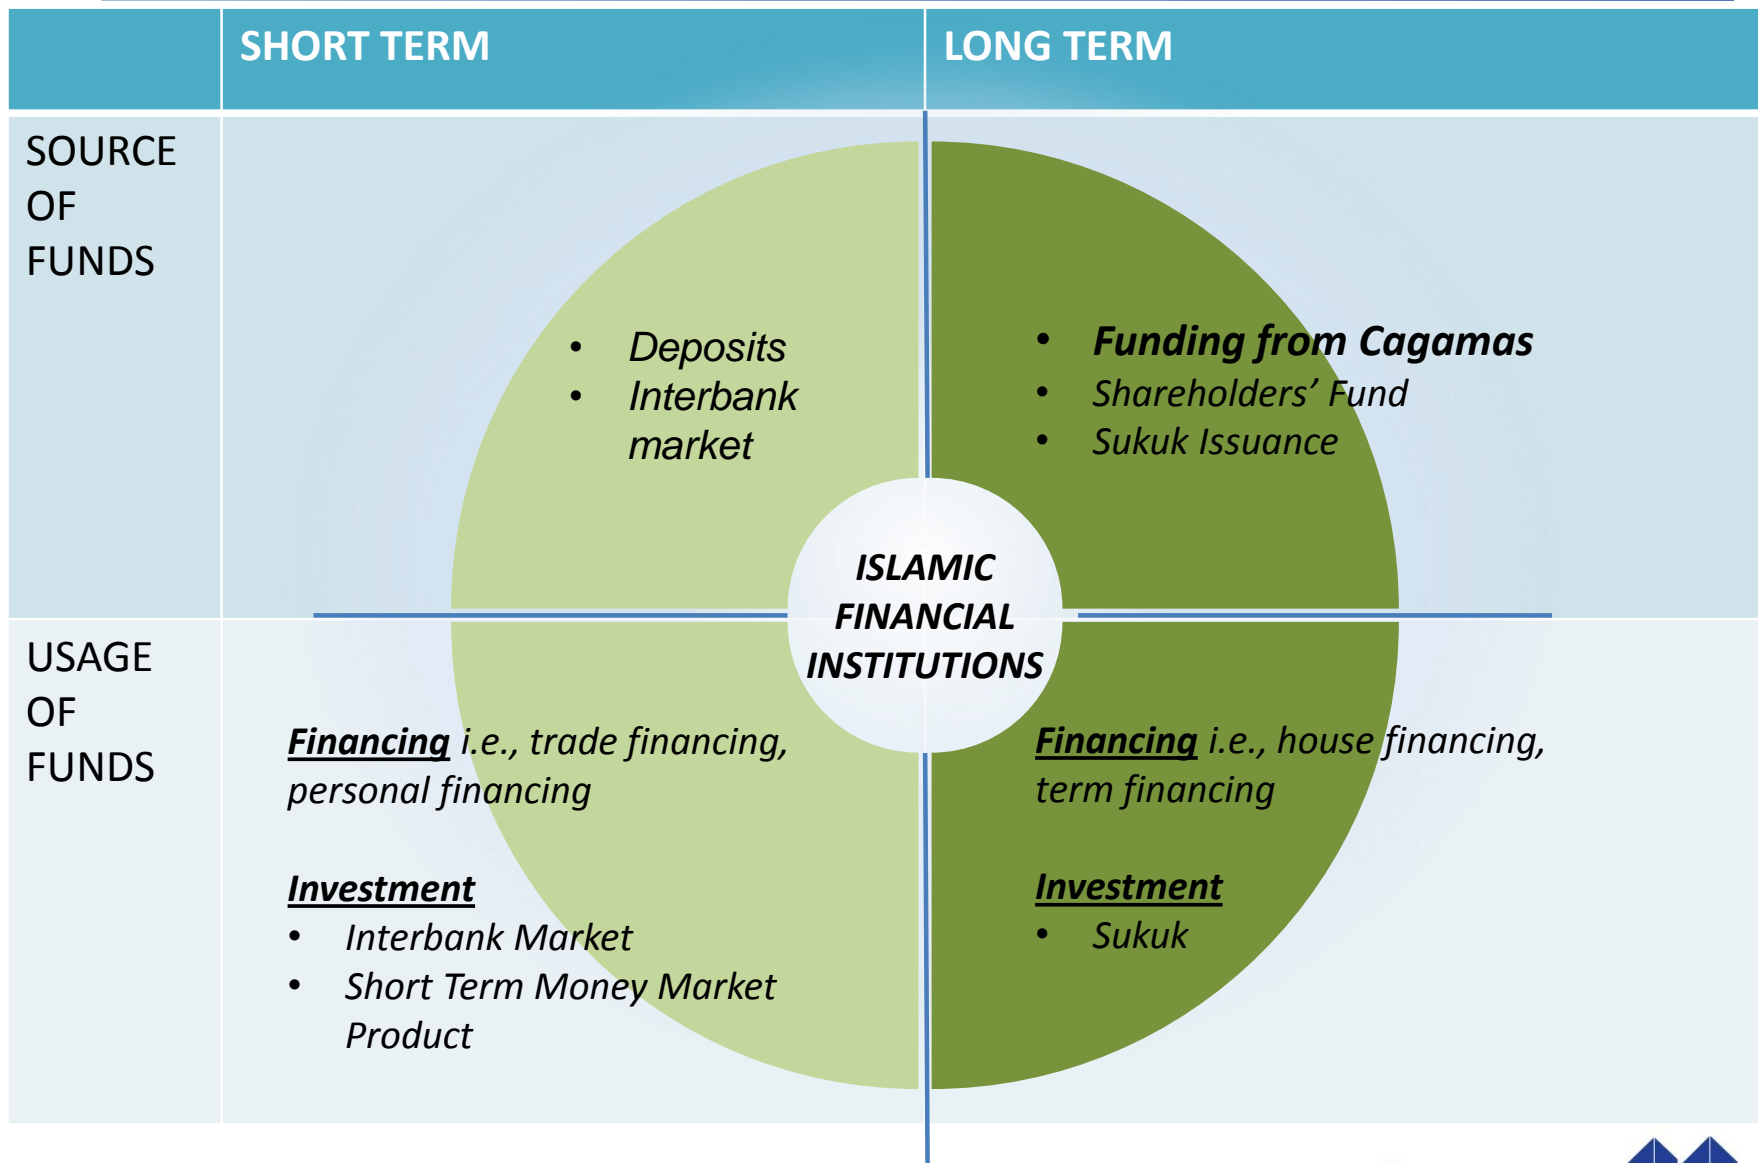 SHORT TERM
LONG TERM
SOURCE
OF
FUNDS
• Deposits
• Interbank
market
• Funding from Cagamas
• Shareholders’ Fund
• Sukuk Issuance
ISLAMIC
FINANCIAL
INSTITUTIONS
USAGE
OF
FUNDS
Financing i.e., trade financing,
personal financing
Investment
• Interbank Market
• Short Term Money Market
Product
Financing i.e., house financing,
term financing
Investment
• Sukuk